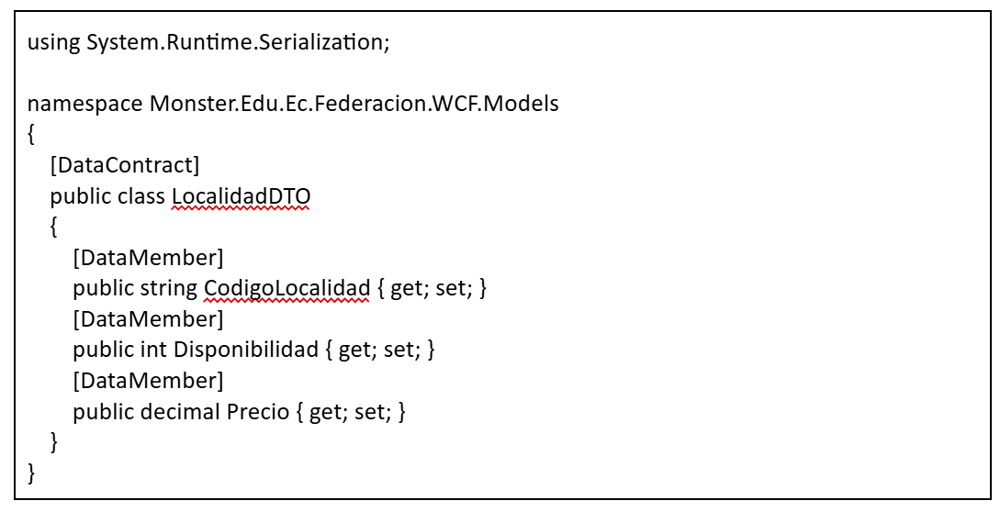 using System.Runtime.Serialization;
namespace Monster.Edu.Ec.Federacion.WCF.Models
{
[DataContract]
public class LocalidadDTO
{
[DataMember]
public string CodigoLocalidad { get; set; }
[DataMember]
public int Disponibilidad { get; set; }
[DataMember]
public decimal Precio { get; set; }
}
}